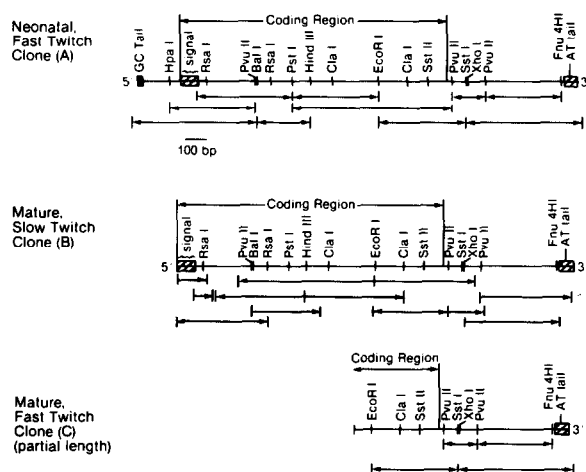 Neonatal,
Fast Twitch
Clone (A)
Coding Region
GC Tail
Hpa I
signal
Rsa I
Pvu II
Bal I
Rsa I
Pst I
Hind III
Cla I
EcoR I
Cla I
Sst II
Pvu II
Sst I
Xho I
Pvu II
Fnu 4HI
AT tail
5'
3'
100 bp
Mature,
Slow Twitch
Clone (B)
Coding Region
signal
Rsa I
Pvu II
Bal I
Rsa I
Pst I
Hind III
Cla I
EcoR I
Cla I
Sst II
Pvu II
Sst I
Xho I
Pvu II
Fnu 4HI
AT tail
5'
3'
Mature,
Fast Twitch
Clone (C)
(partial length)
Coding Region
EcoR I
Cla I
Sst II
Pvu II
Sst I
Xho I
Pvu II
Fnu 4HI
AT tail
3'